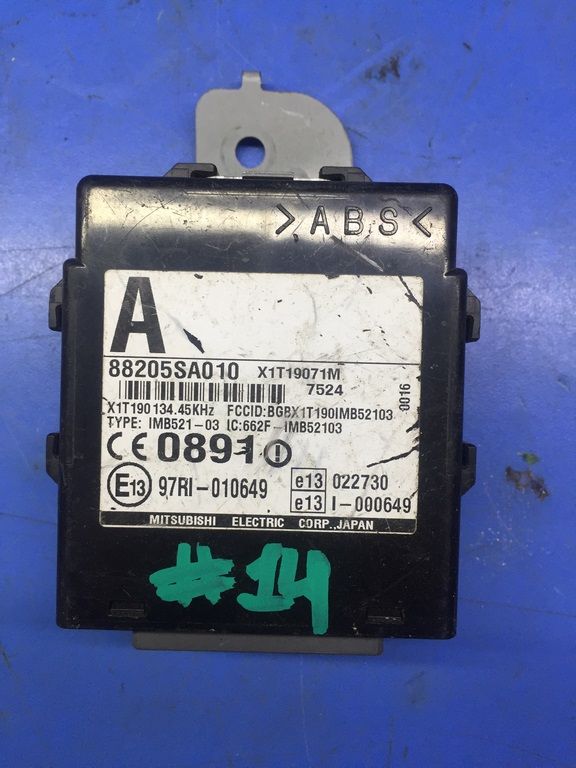 >ABS<
A
88205SA010 X1T19071M
7524
0016
X1T190 134.45KHz FCCID:BGBX1T190IMB52103
TYPE: IMB521-03 IC:662F-IMB52103
CE 0891
E13 97RI-010649
e13 022730
e13 I-000649
MITSUBISHI ELECTRIC CORP.,JAPAN
#14